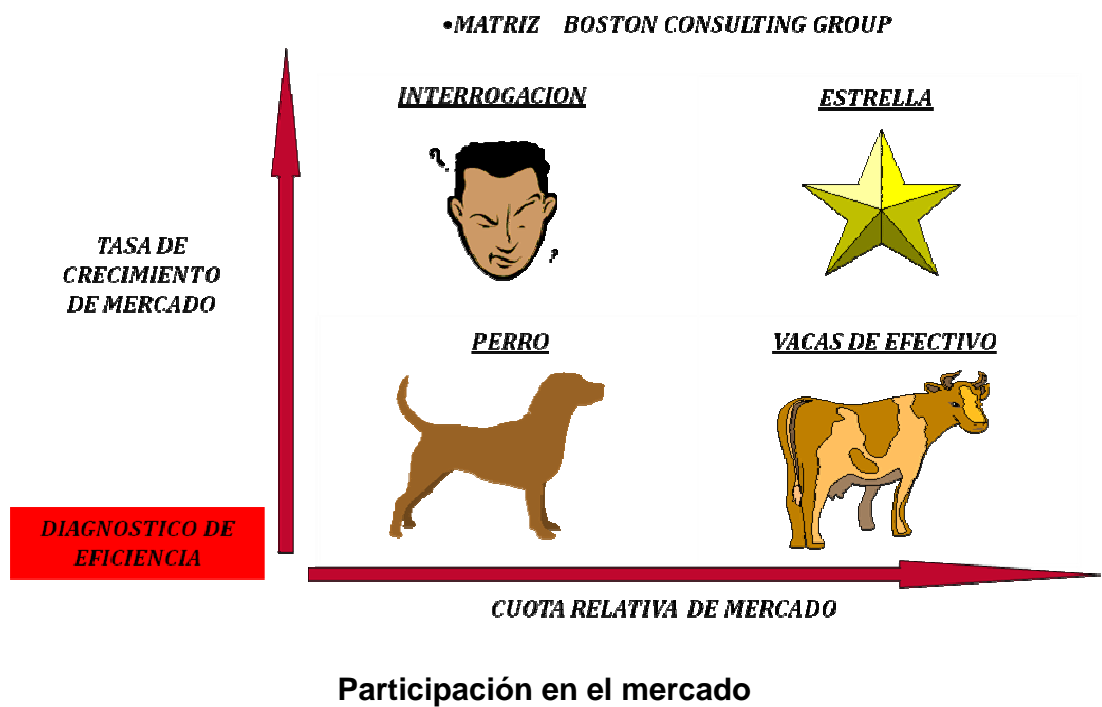 •MATRIZ BOSTON CONSULTING GROUP
INTERROGACION
ESTRELLA
?
?
TASA DE
CRECIMIENTO
DE MERCADO
PERRO
VACAS DE EFECTIVO
DIAGNOSTICO DE
EFICIENCIA
CUOTA RELATIVA DE MERCADO
Participación en el mercado